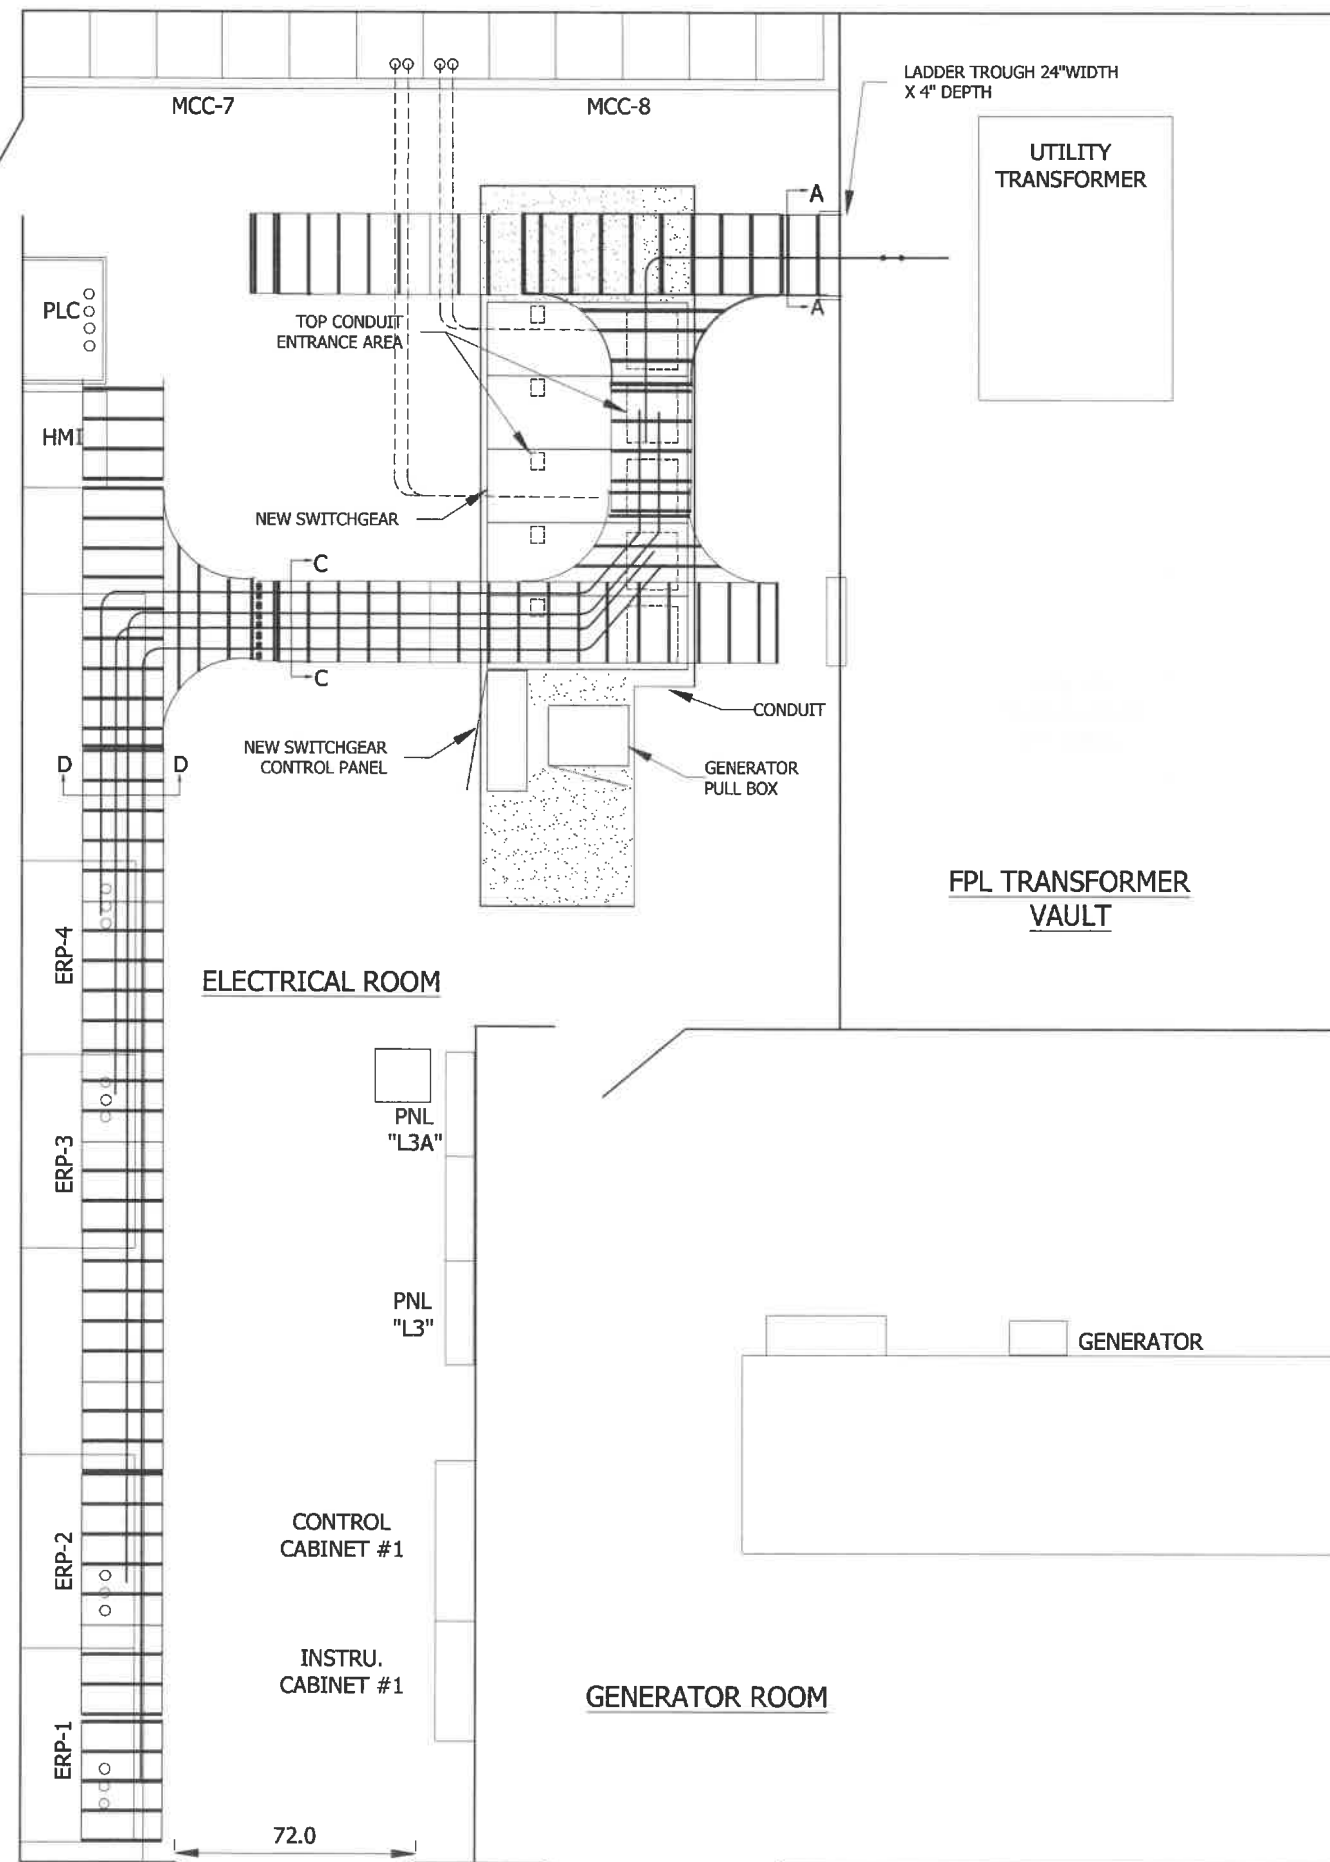 MCC-7
MCC-8
LADDER TROUGH 24"WIDTH
X 4" DEPTH
UTILITY
TRANSFORMER
A
A
PLC
TOP CONDUIT
ENTRANCE AREA
HMI
NEW SWITCHGEAR
C
C
CONDUIT
NEW SWITCHGEAR
CONTROL PANEL
D
D
GENERATOR
PULL BOX
FPL TRANSFORMER
VAULT
ERP-4
ELECTRICAL ROOM
PNL
"L3A"
ERP-3
PNL
"L3"
GENERATOR
CONTROL
CABINET #1
ERP-2
INSTRU.
CABINET #1
GENERATOR ROOM
ERP-1
72.0